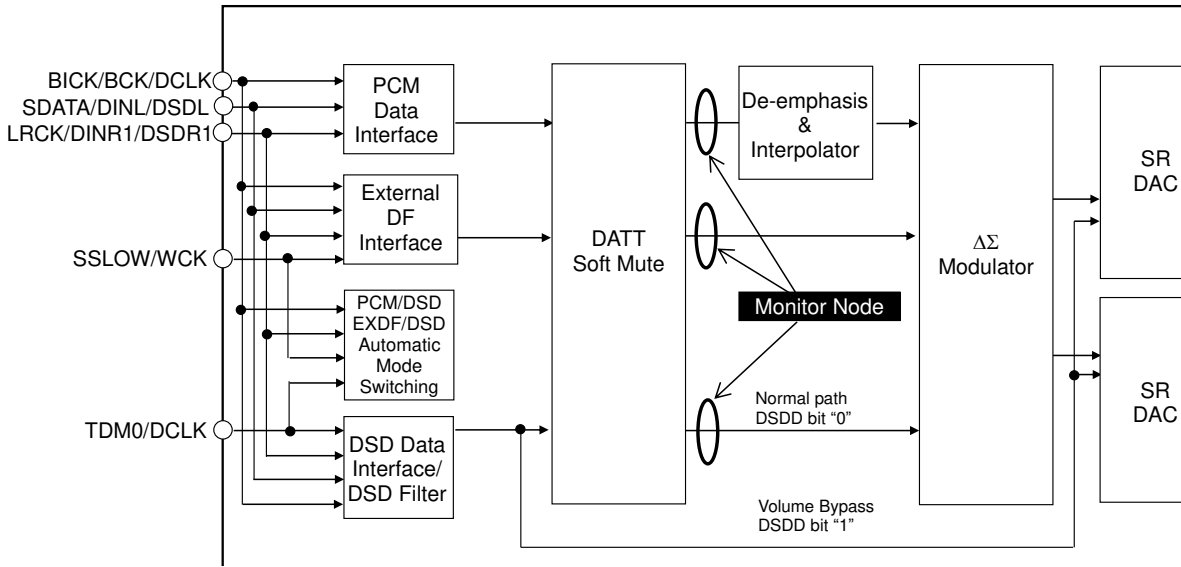 BICK/BCK/DCLK
SDATA/DINL/DSDL
LRCK/DINR1/DSDR1
SSLOW/WCK
TDM0/DCLK
PCM
Data
Interface
External
DF
Interface
PCM/DSD
EXDF/DSD
Automatic
Mode
Switching
DSD Data
Interface/
DSD Filter
DATT
Soft Mute
De-emphasis
&
Interpolator
Monitor Node
Normal path
DSDD bit “0”
Volume Bypass
DSDD bit “1”
ΔΣ
Modulator
SR
DAC
SR
DAC